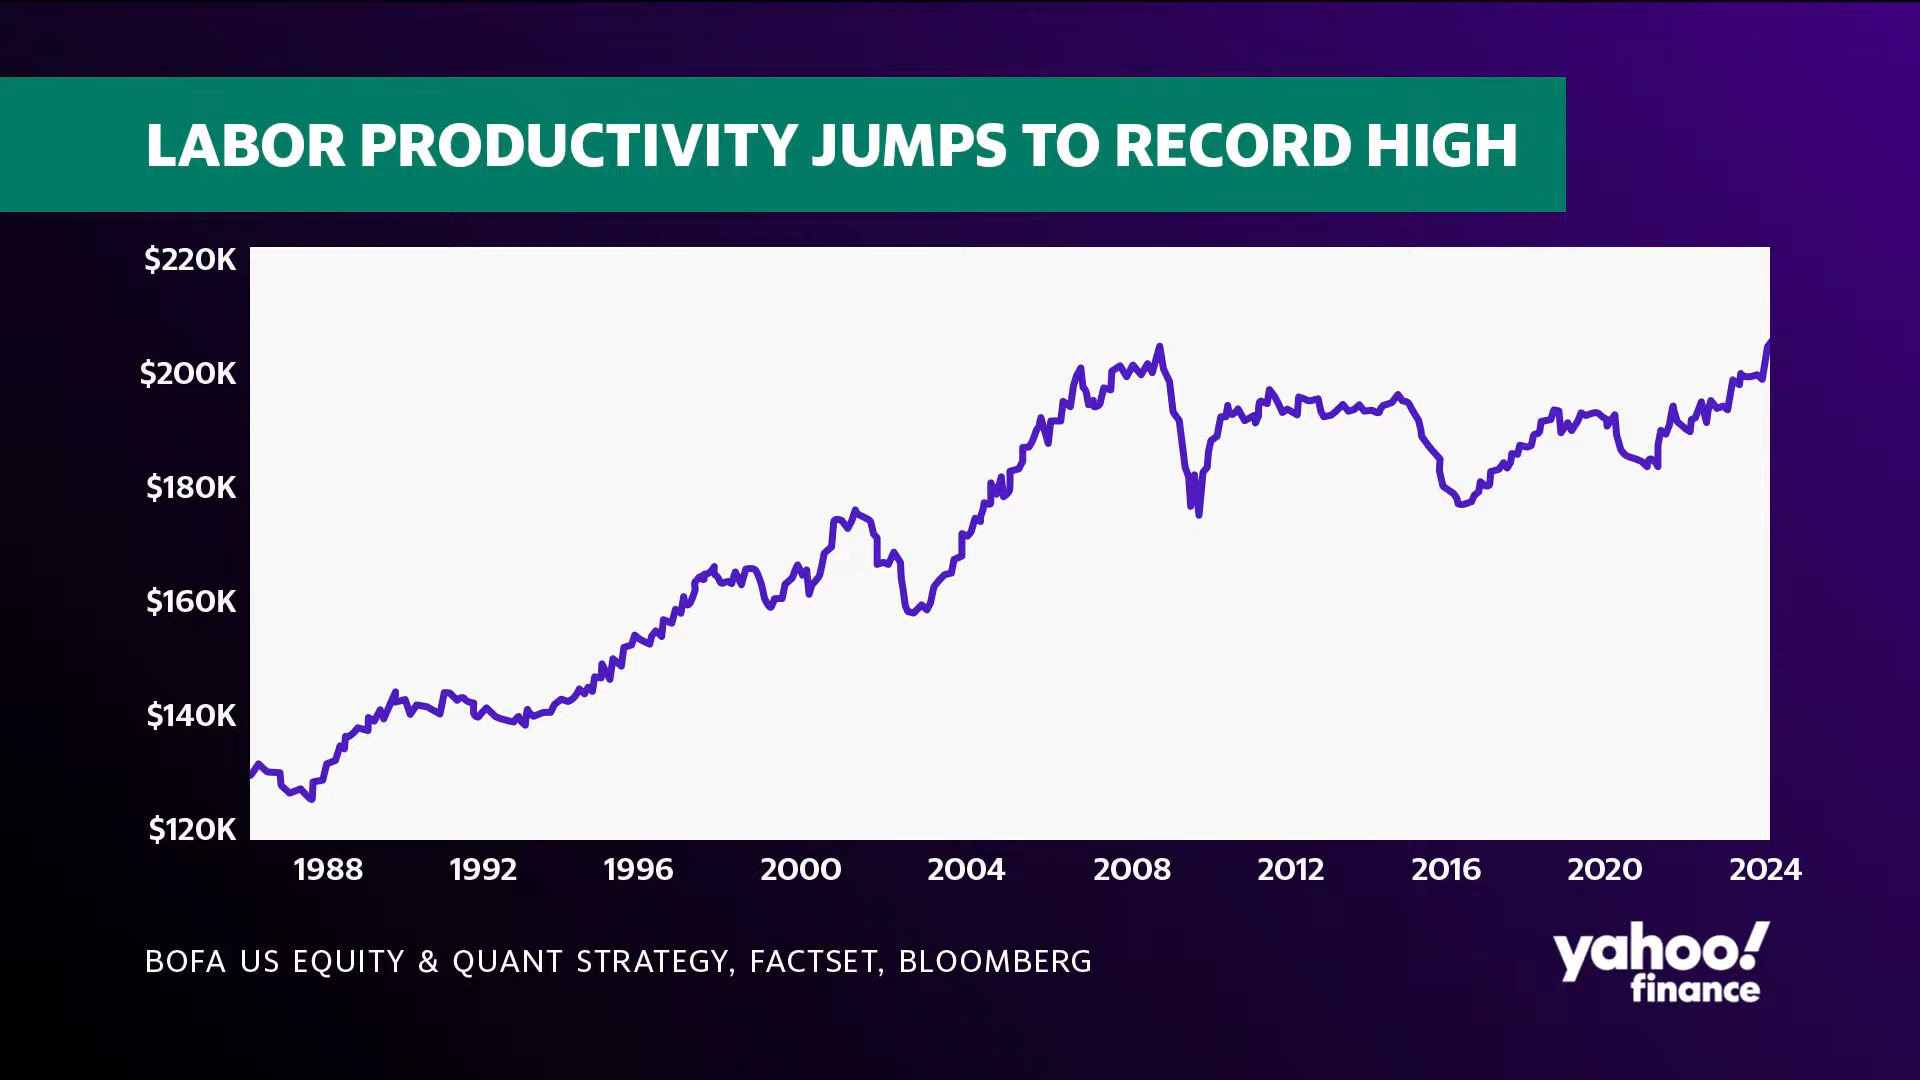 LABOR PRODUCTIVITY JUMPS TO RECORD HIGH
$220K
$200K
$180K
$160K
$140K
$120K
1988 1992 1996 2000 2004 2008 2012 2016 2020 2024
BOFA US EQUITY & QUANT STRATEGY, FACTSET, BLOOMBERG
yahoo!
finance